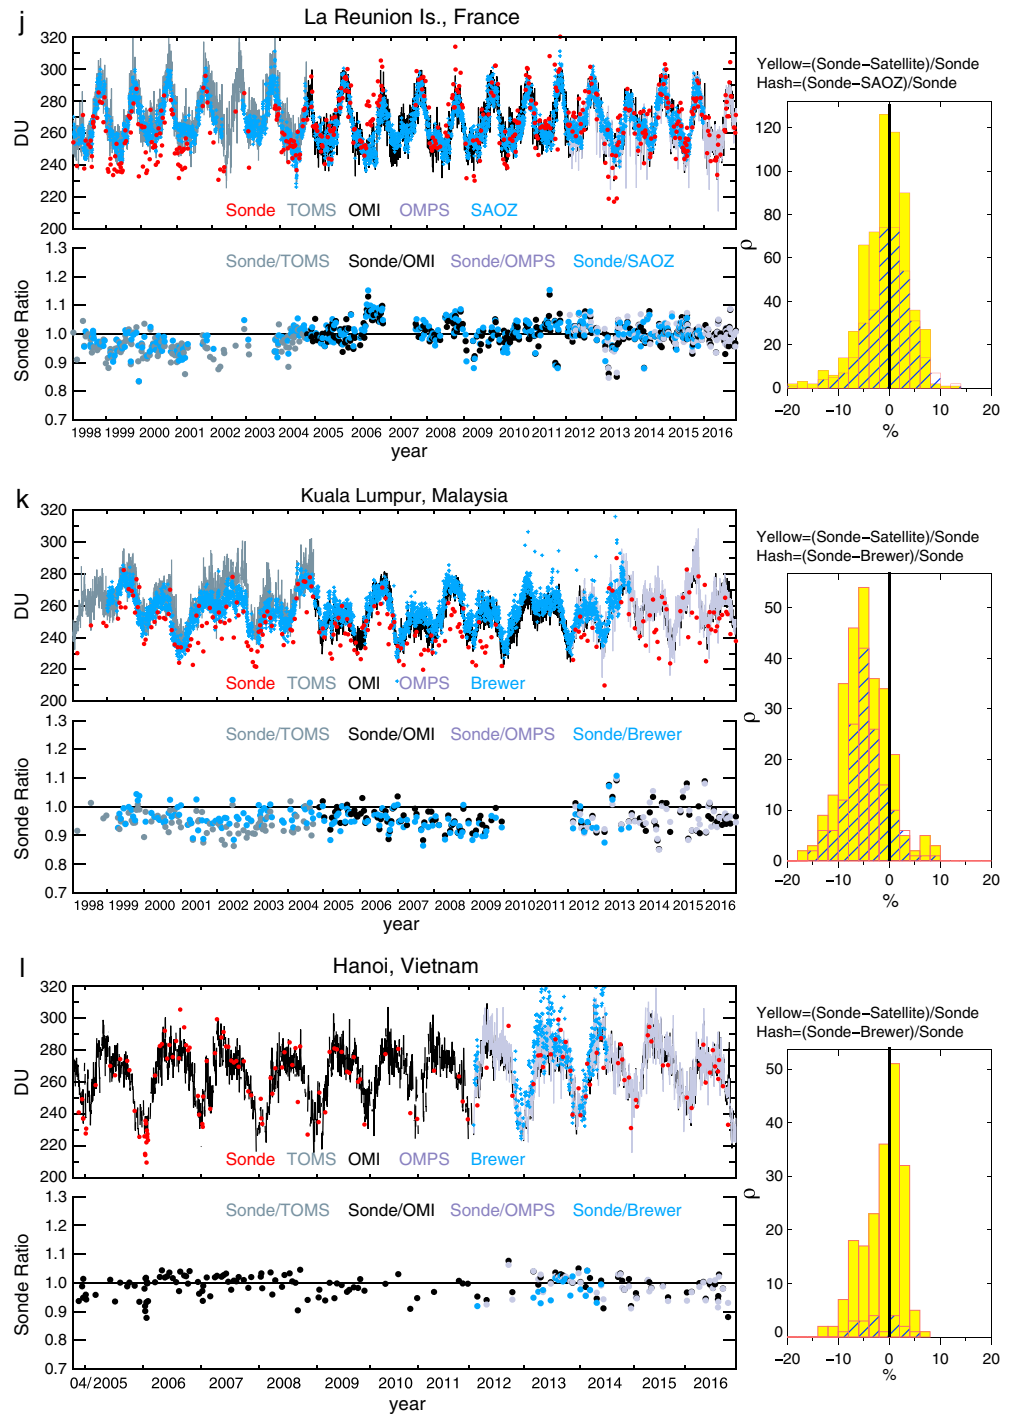 j
La Reunion Is., France
320
300
280
260
240
220
200
DU
Sonde TOMS OMI OMPS SAOZ
1.3
1.2
1.1
1.0
0.9
0.8
0.7
Sonde Ratio
Sonde/TOMS Sonde/OMI Sonde/OMPS Sonde/SAOZ
1998 1999 2000 2001 2002 2003 2004 2005 2006 2007 2008 2009 2010 2011 2012 2013 2014 2015 2016
year
Yellow=(Sonde−Satellite)/Sonde
Hash=(Sonde−SAOZ)/Sonde
120
100
80
60
40
20
0
ρ
−20 −10 0 10 20
%
k
Kuala Lumpur, Malaysia
320
300
280
260
240
220
200
DU
Sonde TOMS OMI OMPS Brewer
1.3
1.2
1.1
1.0
0.9
0.8
0.7
Sonde Ratio
Sonde/TOMS Sonde/OMI Sonde/OMPS Sonde/Brewer
1998 1999 2000 2001 2002 2003 2004 2005 2006 2007 2008 2009 2010 2011 2012 2013 2014 2015 2016
year
Yellow=(Sonde−Satellite)/Sonde
Hash=(Sonde−Brewer)/Sonde
50
40
30
20
10
0
ρ
−20 −10 0 10 20
%
l
Hanoi, Vietnam
320
300
280
260
240
220
200
DU
Sonde TOMS OMI OMPS Brewer
1.3
1.2
1.1
1.0
0.9
0.8
0.7
Sonde Ratio
Sonde/TOMS Sonde/OMI Sonde/OMPS Sonde/Brewer
04/2005 2006 2007 2008 2009 2010 2011 2012 2013 2014 2015 2016
year
Yellow=(Sonde−Satellite)/Sonde
Hash=(Sonde−Brewer)/Sonde
50
40
30
20
10
0
ρ
−20 −10 0 10 20
%